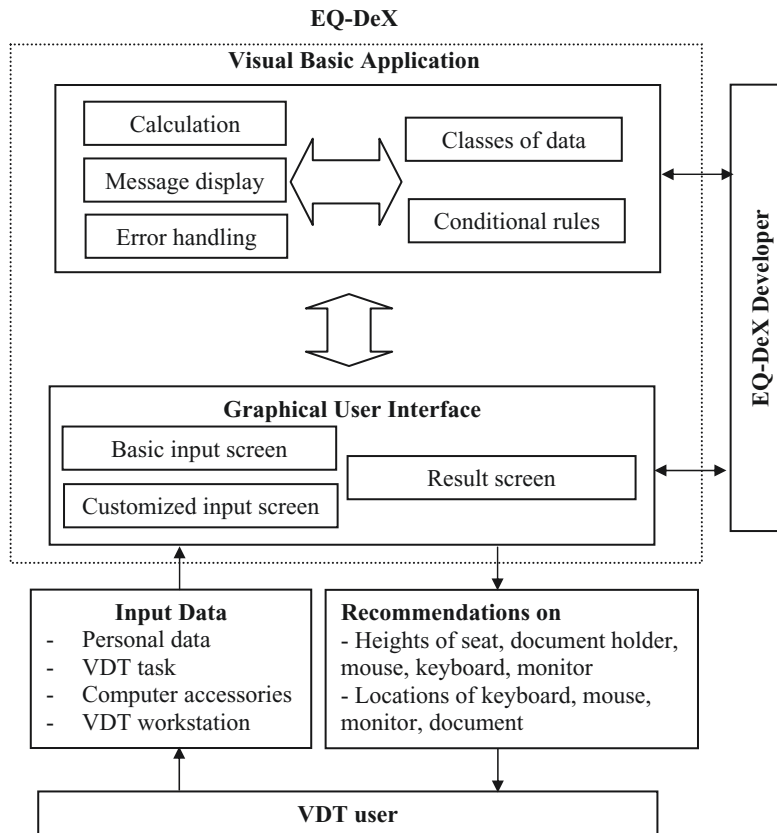 EQ-DeX
Visual Basic Application
Calculation
Message display
Error handling
Classes of data
Conditional rules
EQ-DeX Developer
Graphical User Interface
Basic input screen
Customized input screen
Result screen
Input Data
- Personal data
- VDT task
- Computer accessories
- VDT workstation
Recommendations on
- Heights of seat, document holder,
mouse, keyboard, monitor
- Locations of keyboard, mouse,
monitor, document
VDT user